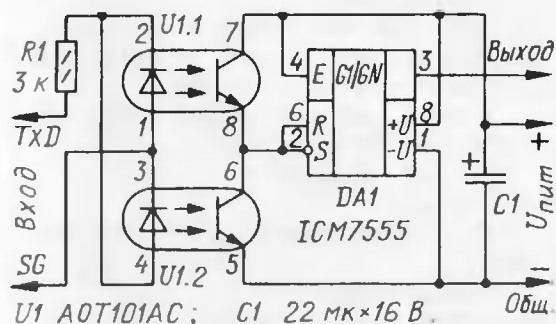 U1.1
2
7
R1
3 к
4
E
G1/GN
3
Выход
TxD
1
8
6
R
+U
8
2
S
-U
1
+
3
6
DA1
ICM7555
+
C1
Uпит
Вход
SG
4
5
U1.2
–
Общ.
U1 АОТ101АС; C1 22 мк×16 В